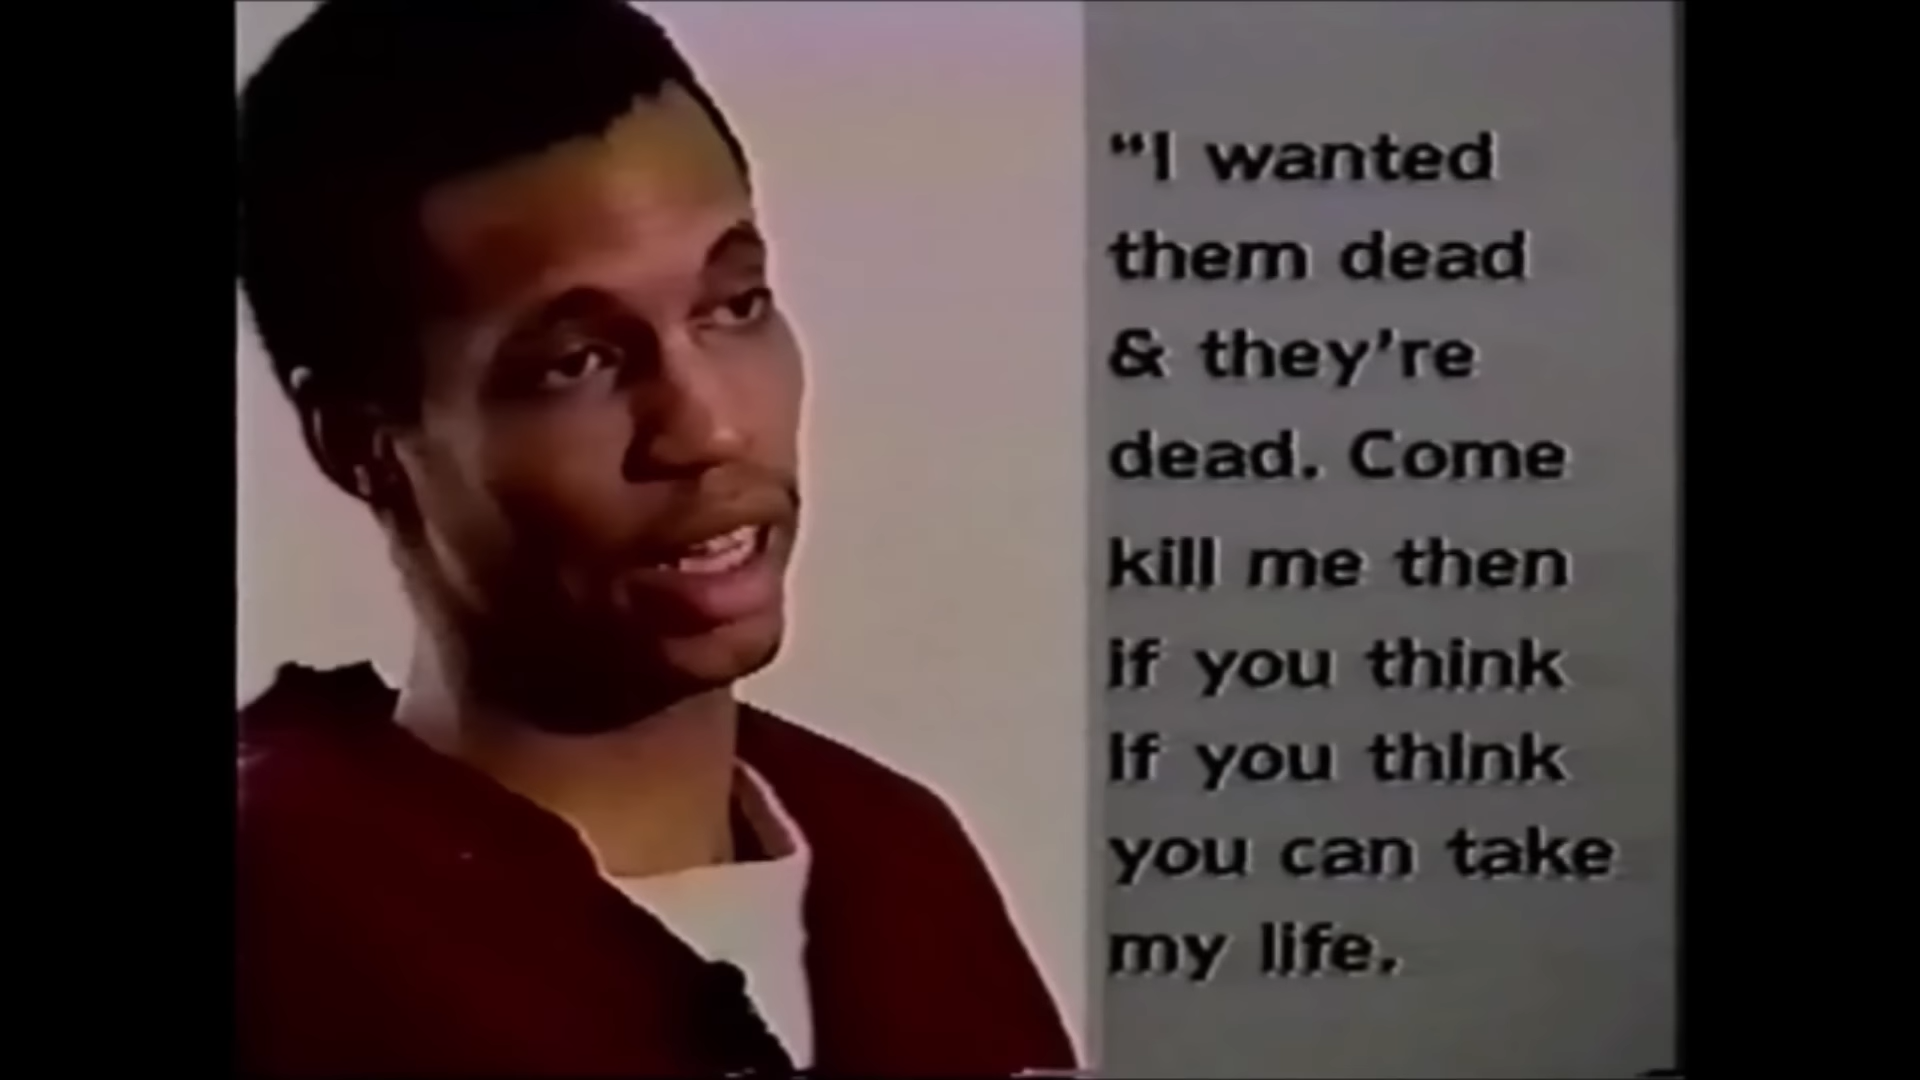 “I wanted
them dead
& they’re
dead. Come
kill me then
if you think
If you think
you can take
my life.